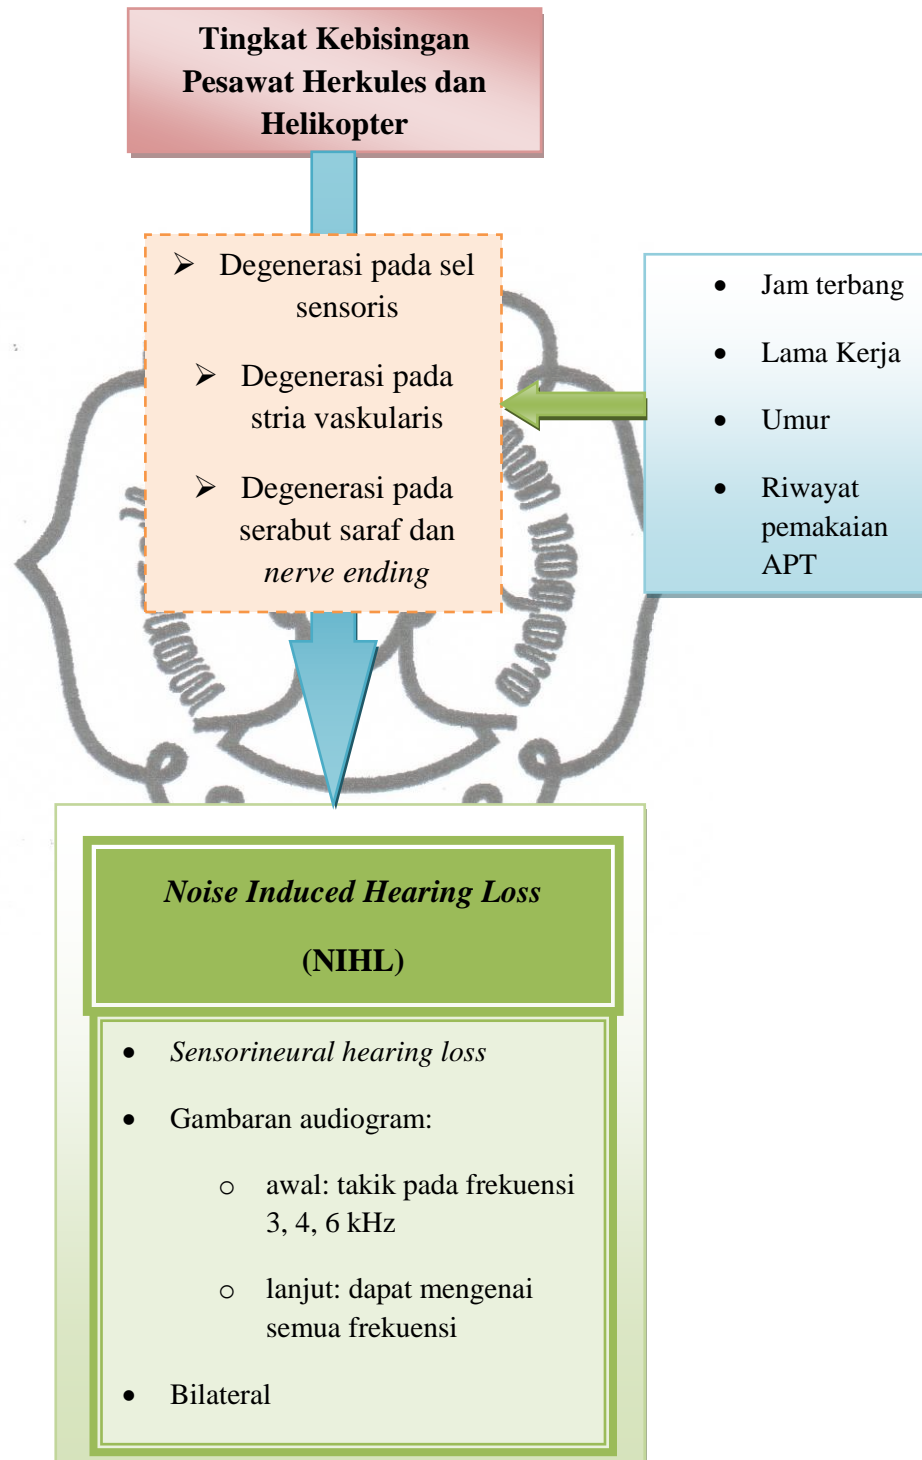 Tingkat Kebisingan
Pesawat Herkules dan
Helikopter
➢ Degenerasi pada sel
sensoris
➢ Degenerasi pada
stria vaskularis
➢ Degenerasi pada
serabut saraf dan
nerve ending
• Jam terbang
• Lama Kerja
• Umur
• Riwayat
pemakaian
APT
Noise Induced Hearing Loss
(NIHL)
• Sensorineural hearing loss
• Gambaran audiogram:
o awal: takik pada frekuensi
3, 4, 6 kHz
o lanjut: dapat mengenai
semua frekuensi
• Bilateral